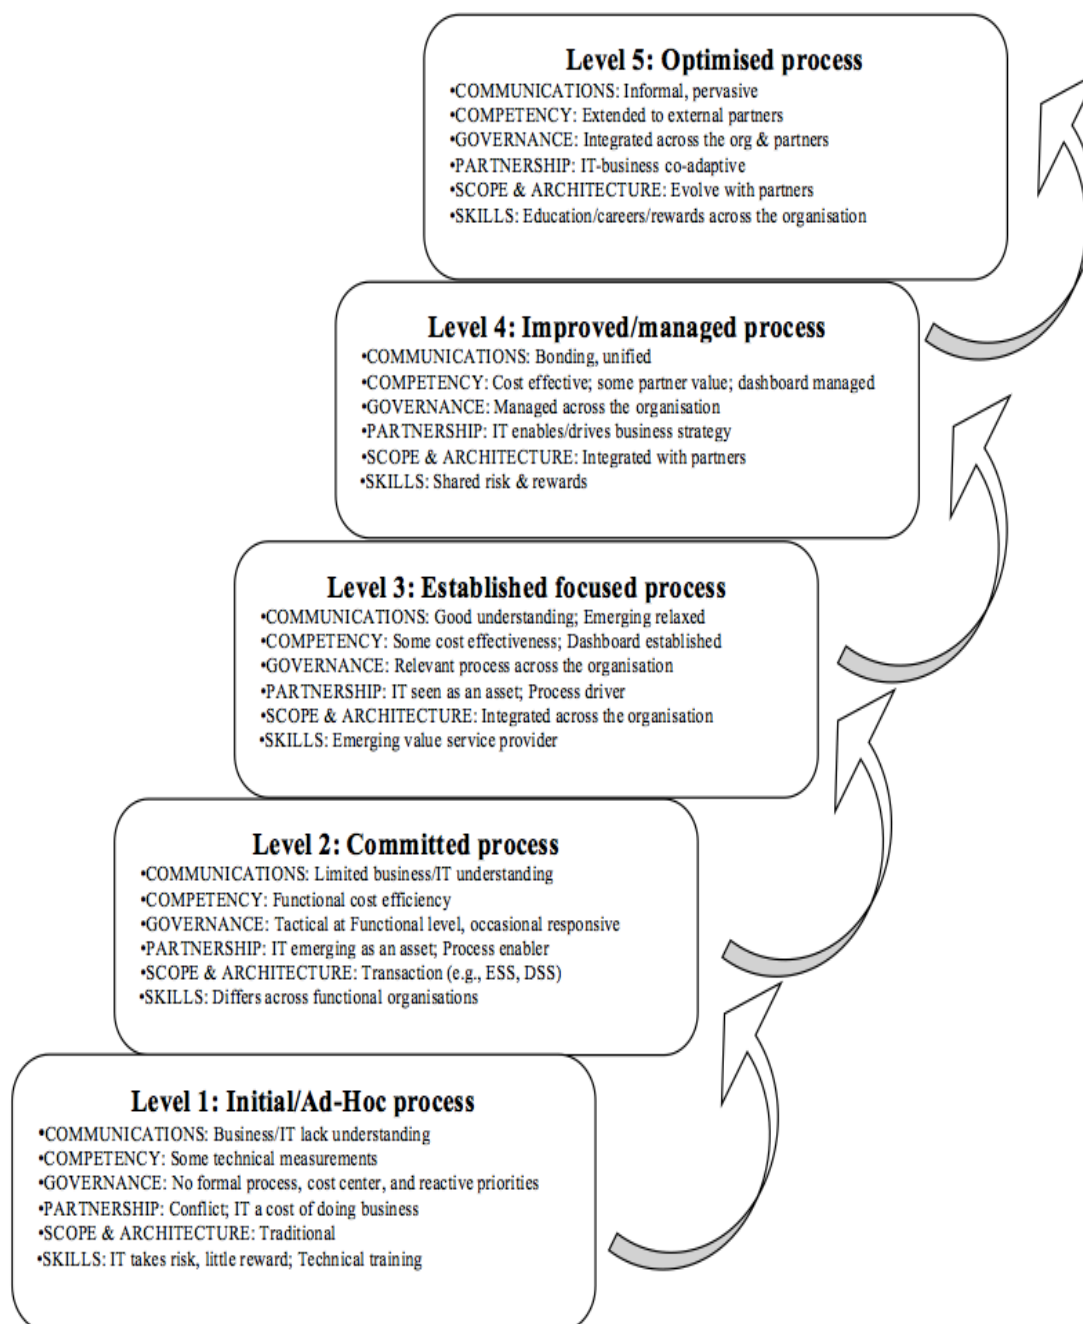 Level 5: Optimised process
•COMMUNICATIONS: Informal, pervasive
•COMPETENCY: Extended to external partners
•GOVERNANCE: Integrated across the org & partners
•PARTNERSHIP: IT-business co-adaptive
•SCOPE & ARCHITECTURE: Evolve with partners
•SKILLS: Education/careers/rewards across the organisation
Level 4: Improved/managed process
•COMMUNICATIONS: Bonding, unified
•COMPETENCY: Cost effective; some partner value; dashboard managed
•GOVERNANCE: Managed across the organisation
•PARTNERSHIP: IT enables/drives business strategy
•SCOPE & ARCHITECTURE: Integrated with partners
•SKILLS: Shared risk & rewards
Level 3: Established focused process
•COMMUNICATIONS: Good understanding; Emerging relaxed
•COMPETENCY: Some cost effectiveness; Dashboard established
•GOVERNANCE: Relevant process across the organisation
•PARTNERSHIP: IT seen as an asset; Process driver
•SCOPE & ARCHITECTURE: Integrated across the organisation
•SKILLS: Emerging value service provider
Level 2: Committed process
•COMMUNICATIONS: Limited business/IT understanding
•COMPETENCY: Functional cost efficiency
•GOVERNANCE: Tactical at Functional level, occasional responsive
•PARTNERSHIP: IT emerging as an asset; Process enabler
•SCOPE & ARCHITECTURE: Transaction (e.g., ESS, DSS)
•SKILLS: Differs across functional organisations
Level 1: Initial/Ad-Hoc process
•COMMUNICATIONS: Business/IT lack understanding
•COMPETENCY: Some technical measurements
•GOVERNANCE: No formal process, cost center, and reactive priorities
•PARTNERSHIP: Conflict; IT a cost of doing business
•SCOPE & ARCHITECTURE: Traditional
•SKILLS: IT takes risk, little reward; Technical training